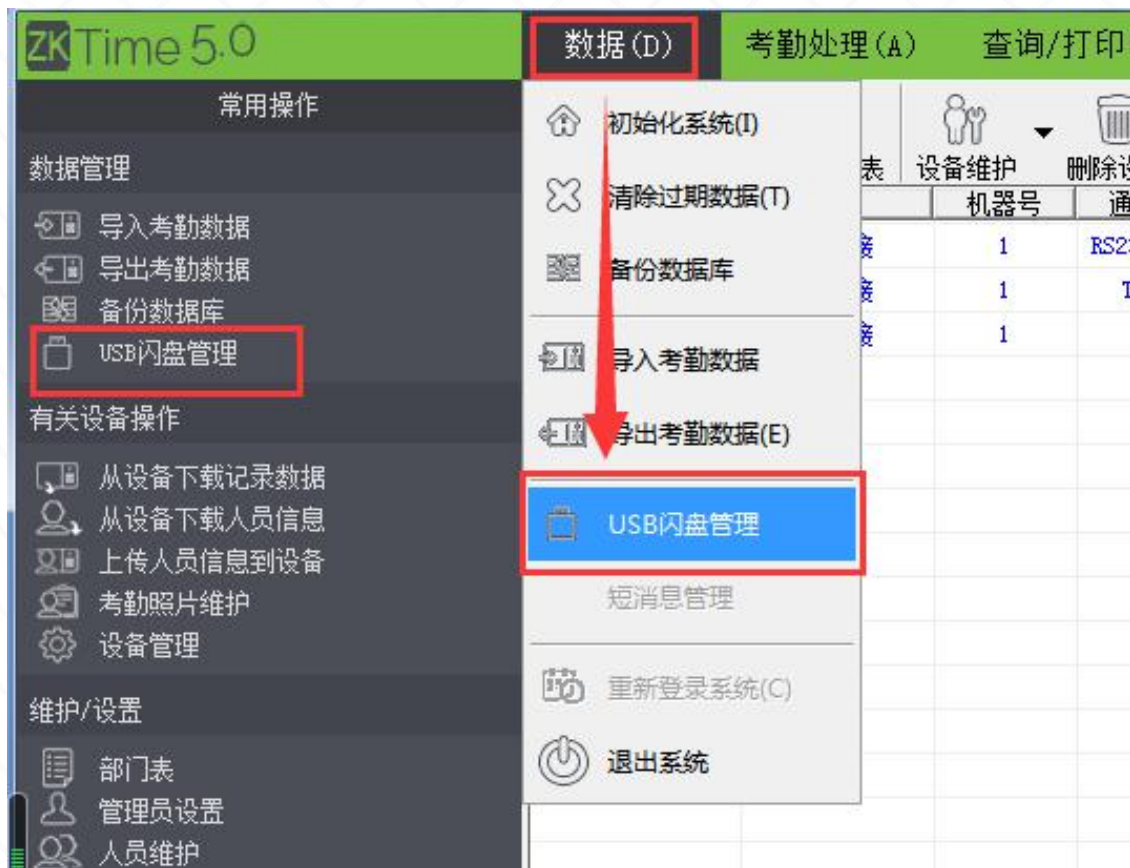 ZKTime 5.0
数据(D) 考勤处理(A) 查询/打印
常用操作
数据管理
导入考勤数据
导出考勤数据
备份数据库
USB闪盘管理
有关设备操作
从设备下载记录数据
从设备下载人员信息
上传人员信息到设备
考勤照片维护
设备管理
维护/设置
部门表
管理员设置
人员维护
初始化系统(I)
清除过期数据(T)
备份数据库
导入考勤数据
导出考勤数据(E)
USB闪盘管理
短消息管理
重新登录系统(C)
退出系统
表 设备维护 删除
机器号 通
1 RS23
1 T
1